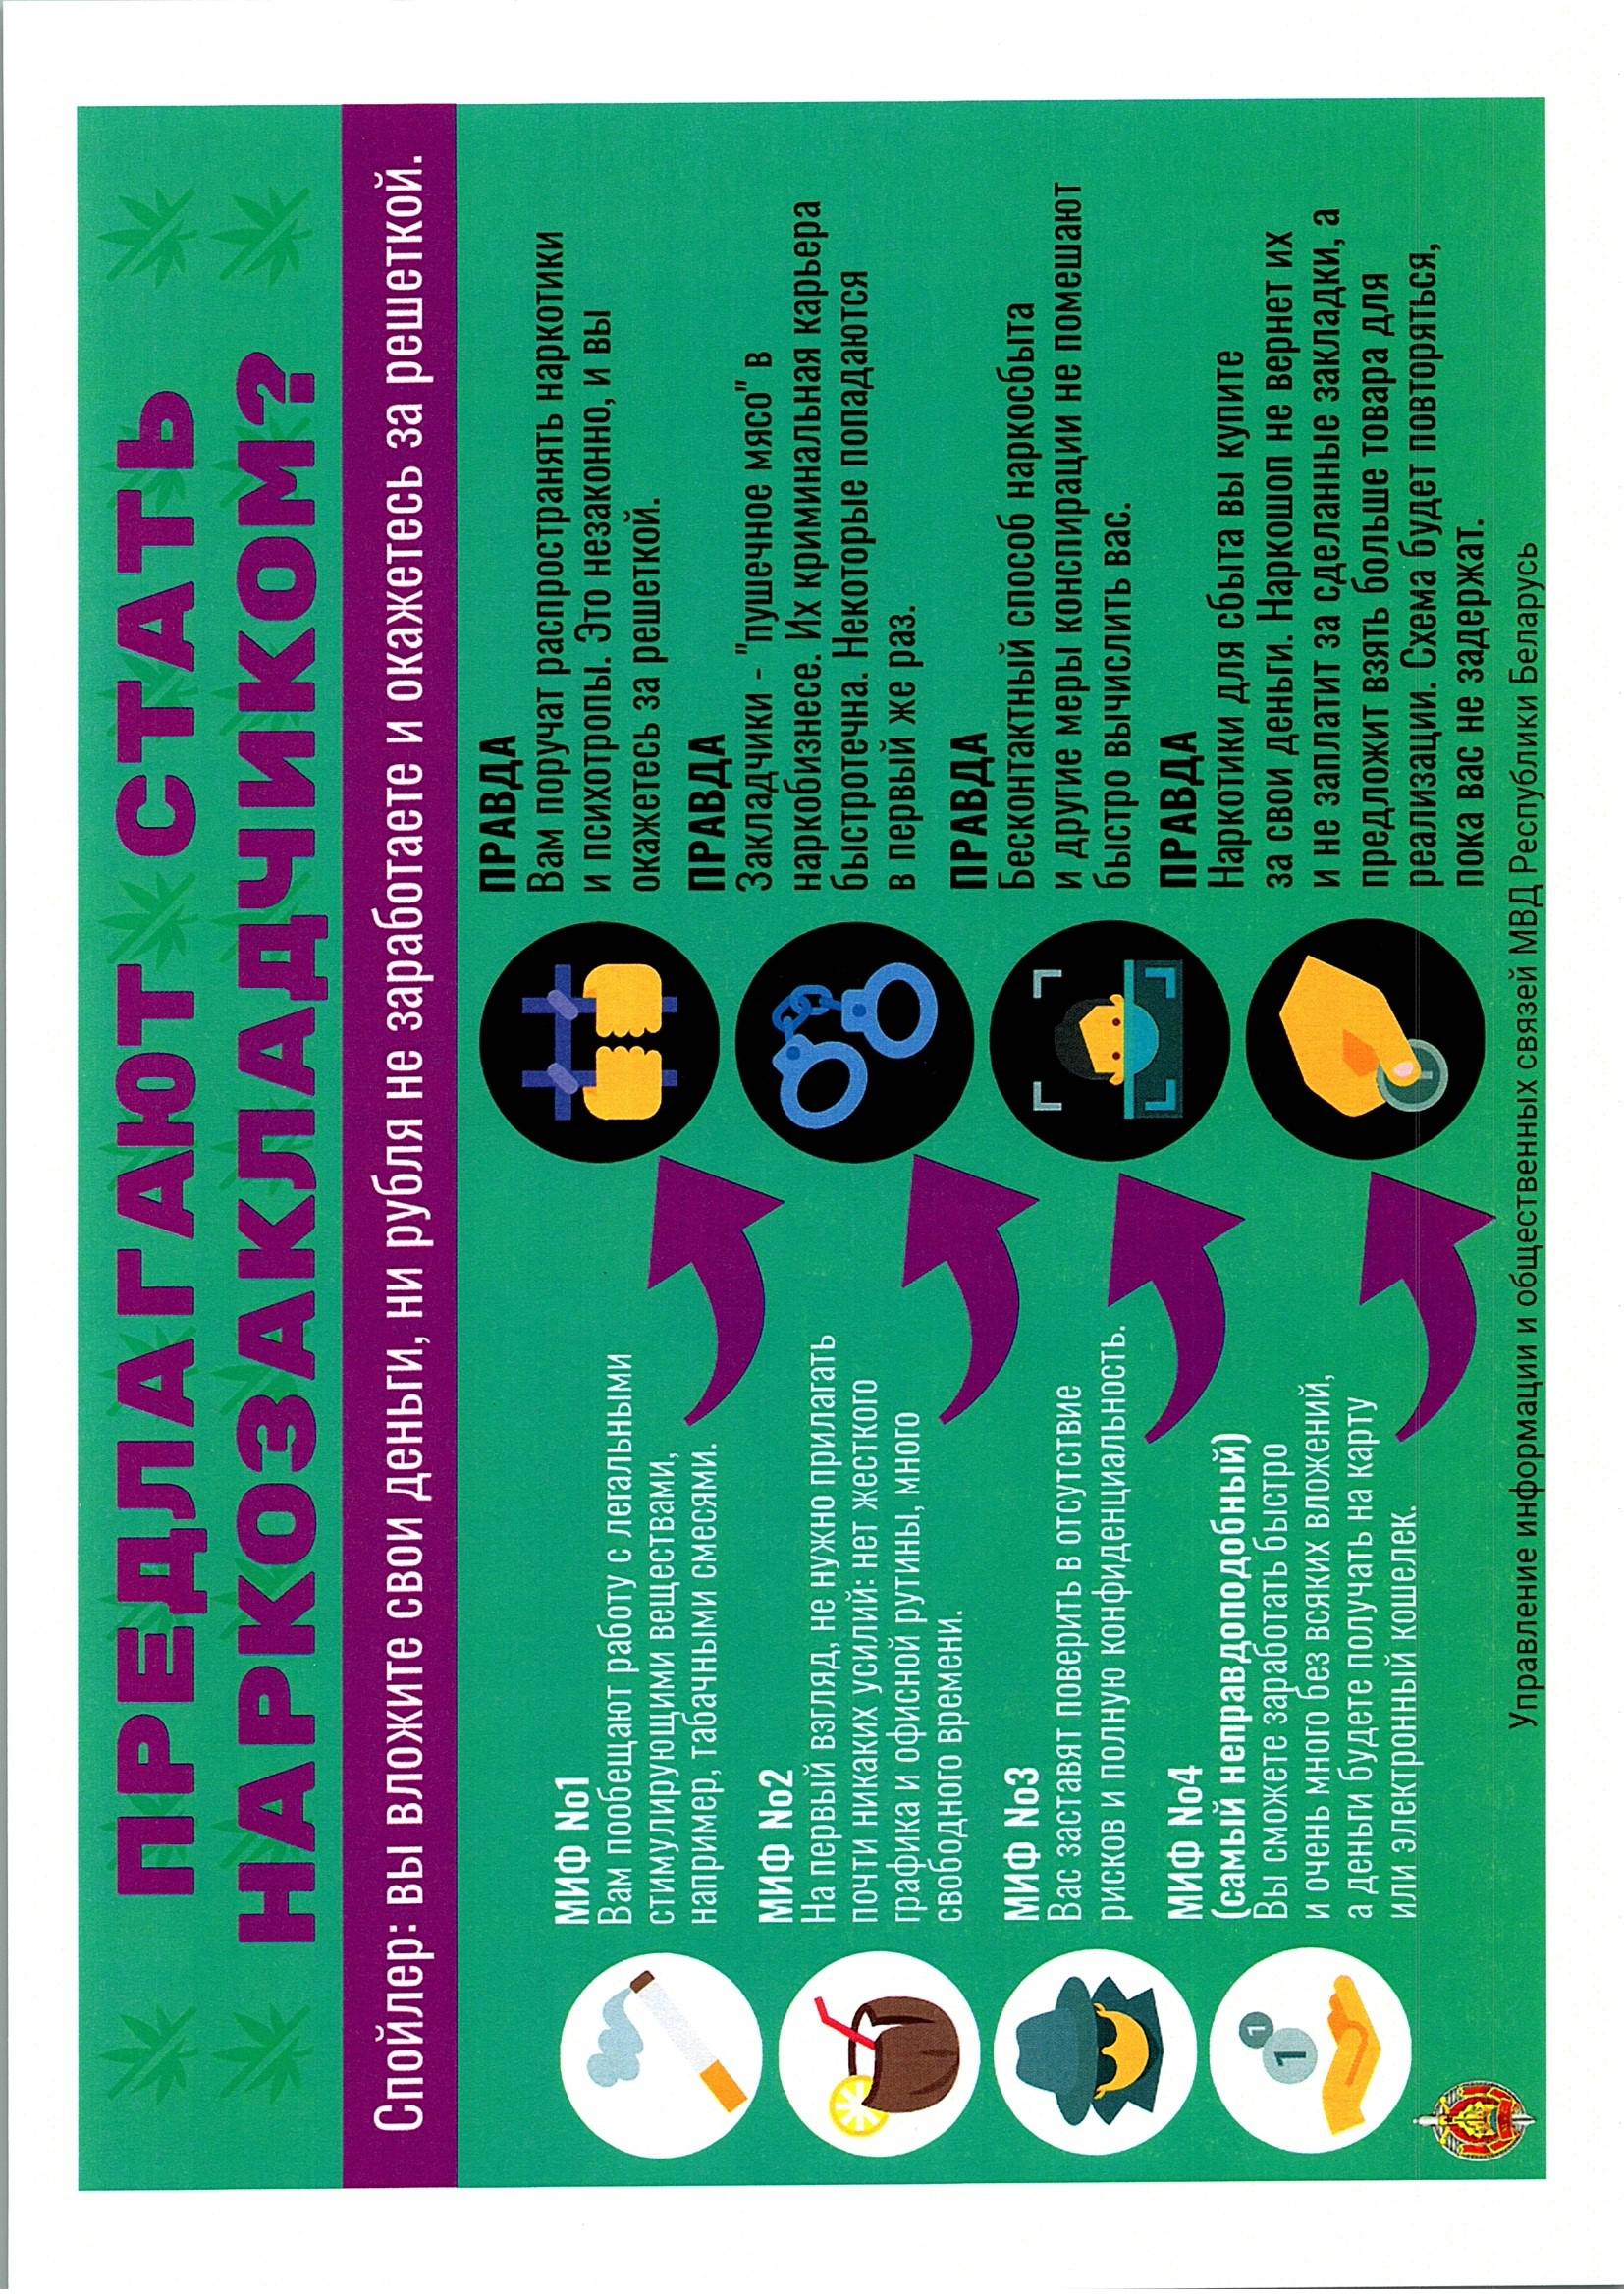 ПРЕДЛАГАЮТ СТАТЬ
НАРКОЗАКЛАДЧИКОМ?
Спойлер: вы вложите свои деньги, ни рубля не заработаете и окажетесь за решеткой.
МИФ No1
Вам пообещают работу с легальными
стимулирующими веществами,
например, табачными смесями.
ПРАВДА
Вам поручат распространять наркотики
и психотропы. Это незаконно, и вы
окажетесь за решеткой.
МИФ No2
На первый взгляд, не нужно прилагать
почти никаких усилий: нет жесткого
графика и офисной рутины, много
свободного времени.
ПРАВДА
Закладчики - "пушечное мясо" в
наркобизнесе. Их криминальная карьера
быстротечна. Некоторые попадаются
в первый же раз.
МИФ No3
Вас заставят поверить в отсутствие
рисков и полную конфиденциальность.
ПРАВДА
Бесконтактный способ наркосбыта
и другие меры конспирации не помешают
быстро вычислить вас.
МИФ No4
(самый неправдоподобный)
Вы сможете заработать быстро
и очень много без всяких вложений,
а деньги будете получать на карту
или электронный кошелек.
ПРАВДА
Наркотики для сбыта вы купите
за свои деньги. Наркошоп не вернет их
и не заплатит за сделанные закладки, а
предложит взять больше товара для
реализации. Схема будет повторяться,
пока вас не задержат.
Управление информации и общественных связей МВД Республики Беларусь